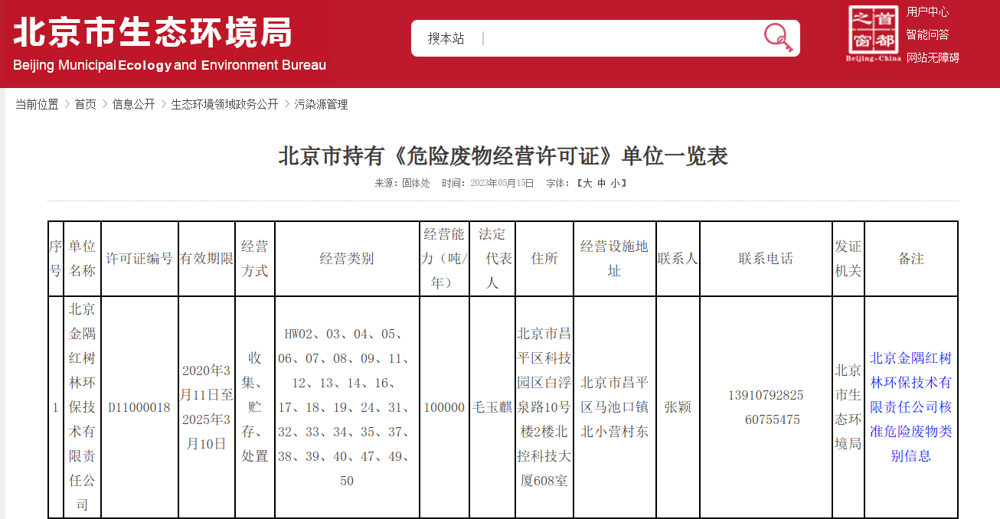 北京市生态环境局
Beijing Municipal Ecology and Environment Bureau
搜本站
首都之窗
Beijing-China
用户中心
智能问答
网站无障碍
当前位置 > 首页 > 信息公开 > 生态环境领域政务公开 > 污染源管理
北京市持有《危险废物经营许可证》单位一览表
来源：固体处 时间：2023年05月15日 字体：【大 中 小】
序
号
单位
名称
许可证编号
有效期限
经营
方式
经营类别
经营能
力（吨/
年）
法定
代表
人
住所
经营设施地
址
联系人
联系电话
发证
机关
备注
1
北京
金隅
红树
林环
保技
术有
限责
任公
司
D11000018
2020年3
月11日至
2025年3
月10日
收
集、
贮
存、
处置
HW02、03、04、05、
06、07、08、09、11、
12、13、14、16、
17、18、19、24、31、
32、33、34、35、37、
38、39、40、47、49、
50
100000
毛玉麒
北京市昌
平区科技
园区白浮
泉路10号
楼2楼北
控科技大
厦608室
北京市昌平
区马池口镇
北小营村东
张颖
13910792825
60755475
北京
市生
态环
境局
北京金隅红树
林环保技术有
限责任公司核
准危险废物类
别信息